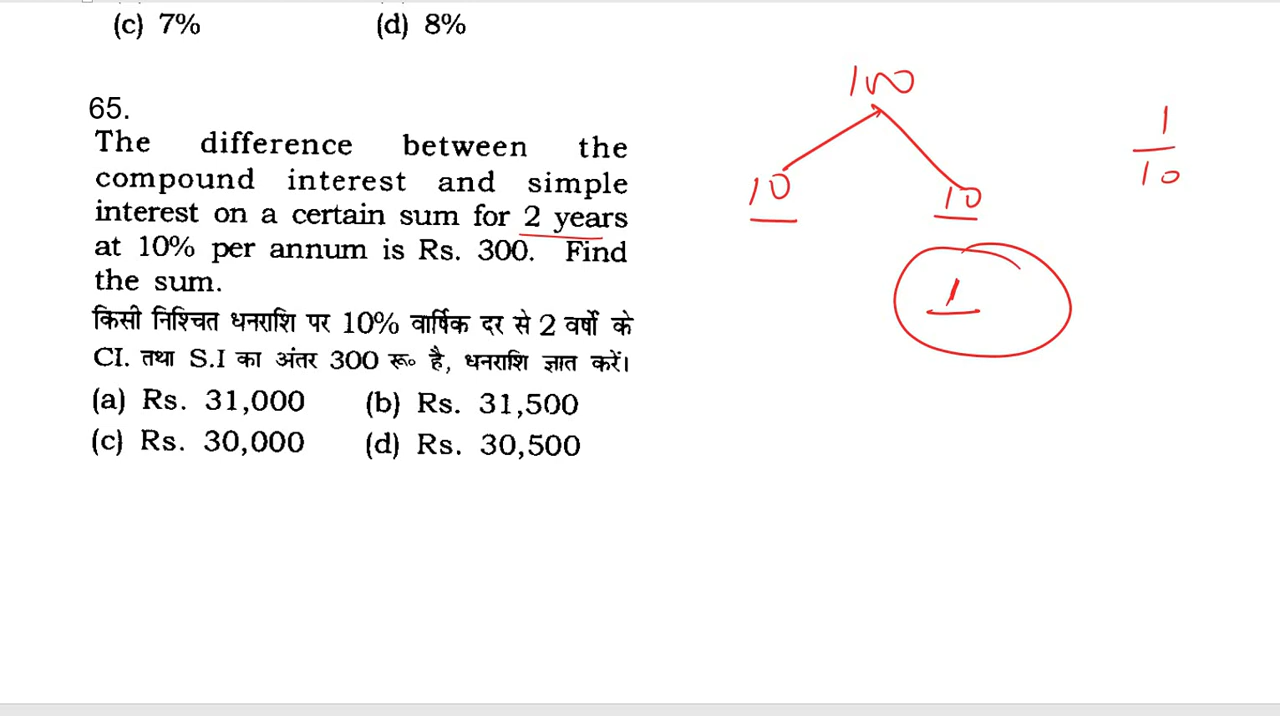 (c) 7% (d) 8%
65.
The difference between the
compound interest and simple
interest on a certain sum for 2 years
at 10% per annum is Rs. 300. Find
the sum.
किसी निश्चित धनराशि पर 10% वार्षिक दर से 2 वर्षो के
CI. तथा S.I का अंतर 300 रू० है, धनराशि ज्ञात करें।
(a) Rs. 31,000 (b) Rs. 31,500
(c) Rs. 30,000 (d) Rs. 30,500
100
10 10
1
1
10